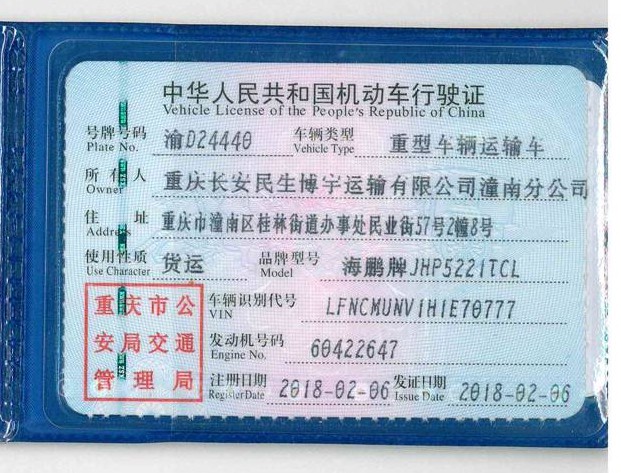 中华人民共和国机动车行驶证
Vehicle License of the People's Republic of China
号牌号码 渝D24440 车辆类型 重型车辆运输车
Plate No. Vehicle Type
所有人 重庆长安民生博宇运输有限公司潼南分公司
Owner
住址 重庆市潼南区桂林街道办事处民业街57号2幢8号
Address
使用性质 货运 品牌型号 海鹏牌JHP5221TCL
Use Character Model
重庆市公 车辆识别代号 LFNCMUNV1H1E70777
VIN
安局交通 发动机号码 60422647
Engine No.
管理局 注册日期 2018-02-06 发证日期 2018-02-06
Register Date Issue Date